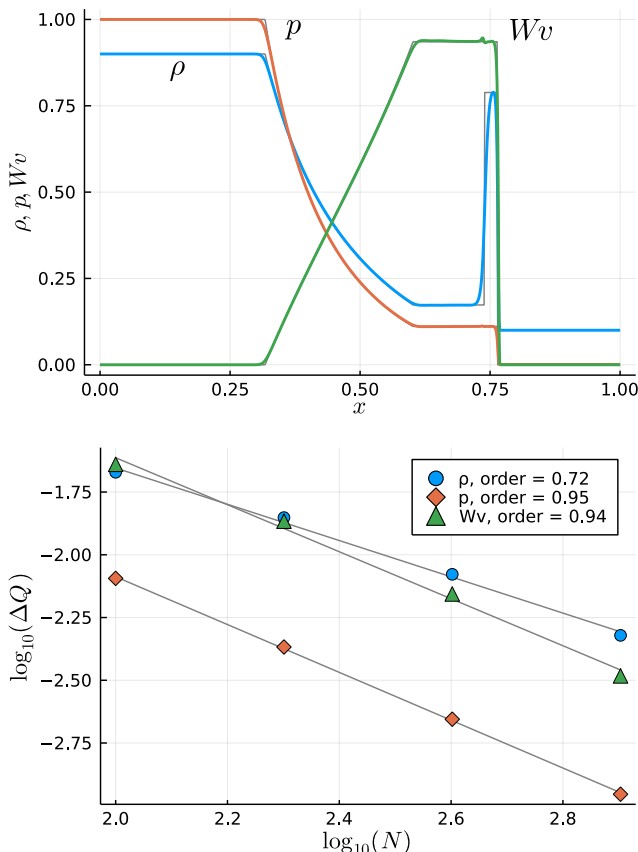 1.00
0.75
0.50
0.25
0.00
ρ, p, Wv
p
ρ
Wv
0.00 0.25 0.50 0.75 1.00
x
−1.75
−2.00
−2.25
−2.50
−2.75
log₁₀(ΔQ)
ρ, order = 0.72
p, order = 0.95
Wv, order = 0.94
2.0 2.2 2.4 2.6 2.8
log₁₀(N)